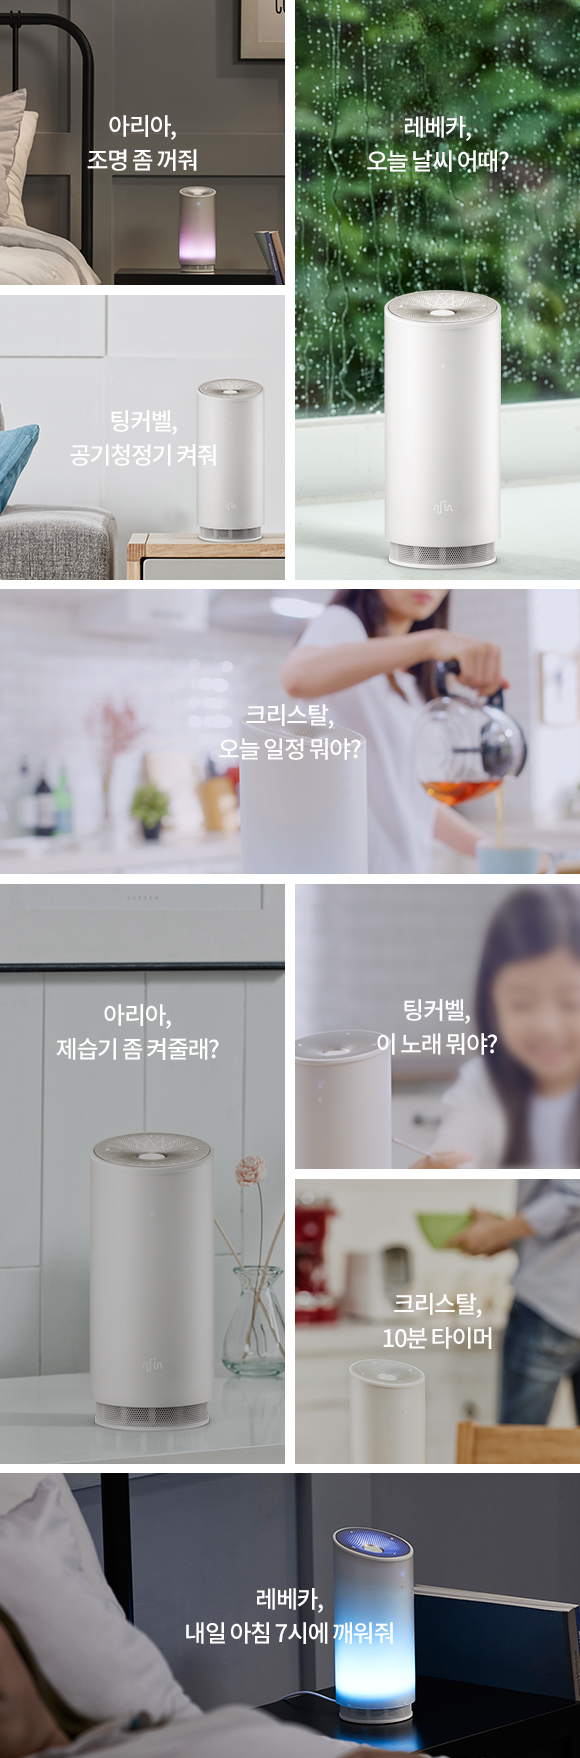 아리아,
조명 좀 꺼줘
레베카,
오늘 날씨 어때?
팅커벨,
공기청정기 켜줘
크리스탈,
오늘 일정 뭐야?
아리아,
제습기 좀 켜줄래?
팅커벨,
이 노래 뭐야?
크리스탈,
10분 타이머
레베카,
내일 아침 7시에 깨워줘